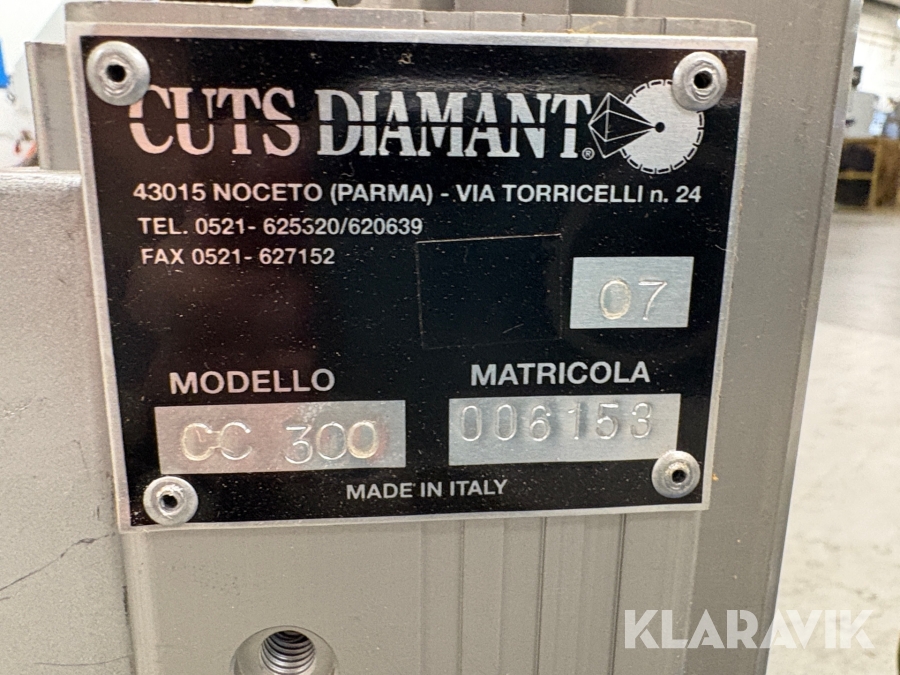 CUTS DIAMANT®
43015 NOCETO (PARMA) - VIA TORRICELLI n. 24
TEL. 0521- 625320/620639
FAX 0521- 627152
07
MODELLO MATRICOLA
CC 300 006153
MADE IN ITALY
KLARAVIK